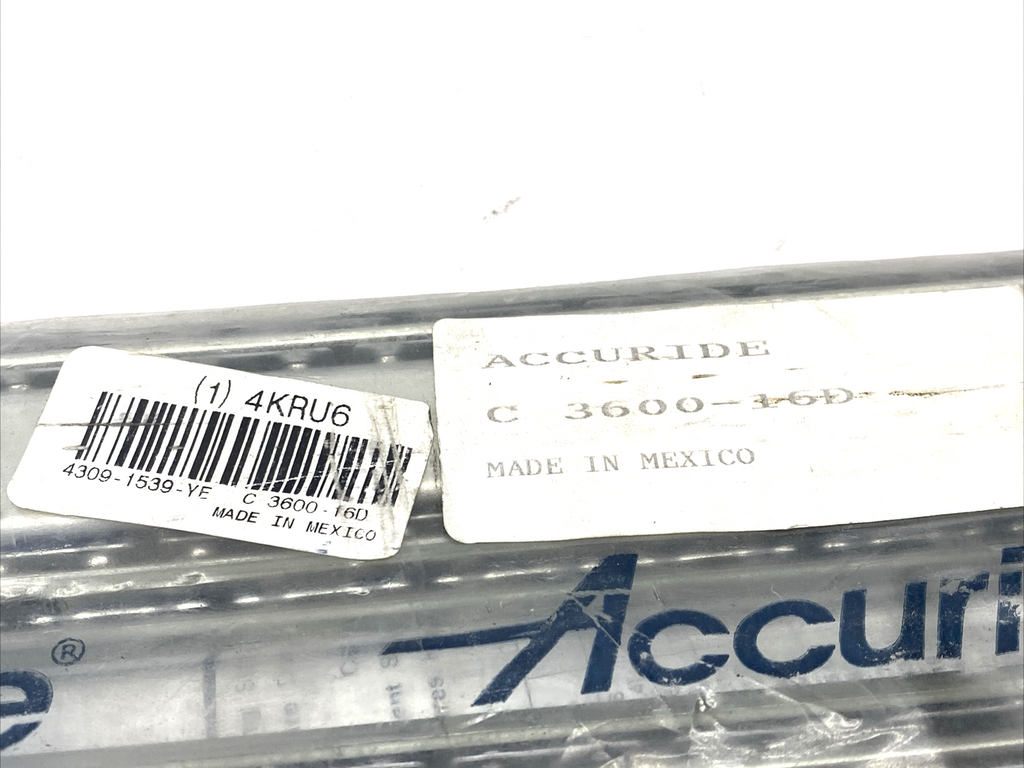 (1) 4KRU6
4309-1539-YE C 3600-16D
MADE IN MEXICO
ACCURIDE
C 3600-16D
MADE IN MEXICO
e®
Accuri